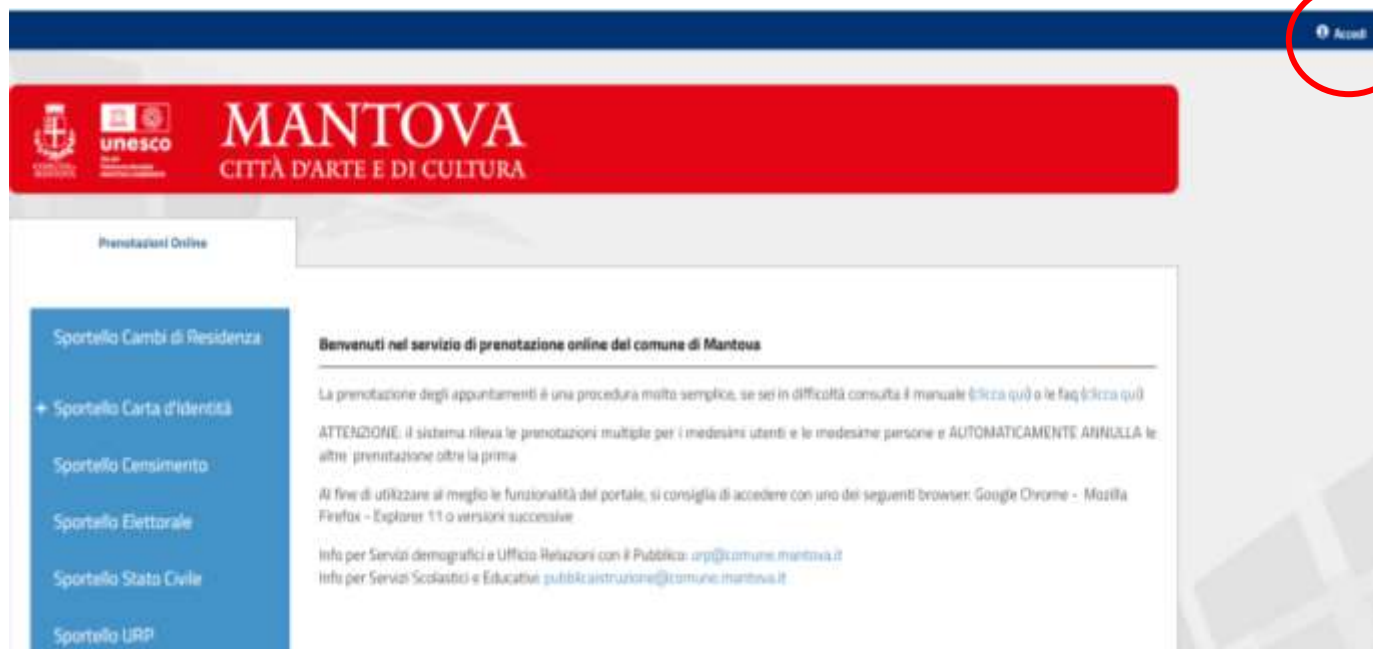 Accedi
unesco
MANTOVA
CITTÀ D'ARTE E DI CULTURA
Prenotazioni Online
Sportello Cambi di Residenza
+ Sportello Carta d'Identità
Sportello Censimento
Sportello Elettorale
Sportello Stato Civile
Sportello URP
Benvenuti nel servizio di prenotazione online del comune di Mantova
La prenotazione degli appuntamenti è una procedura molto semplice, se sei in difficoltà consulta il manuale (clicca qui) o le faq (clicca qui)
ATTENZIONE: il sistema rileva le prenotazioni multiple per i medesimi utenti e le medesime persone e AUTOMATICAMENTE ANNULLA le
altre prenotazione oltre la prima
Al fine di utilizzare al meglio le funzionalità del portale, si consiglia di accedere con uno dei seguenti browser: Google Chrome - Mozilla
Firefox - Explorer 11 o versioni successive
Info per Servizi demografici e Ufficio Relazioni con il Pubblico: urp@comune.mantova.it
Info per Servizi Scolastici e Educativi: pubblicaistruzione@comune.mantova.it